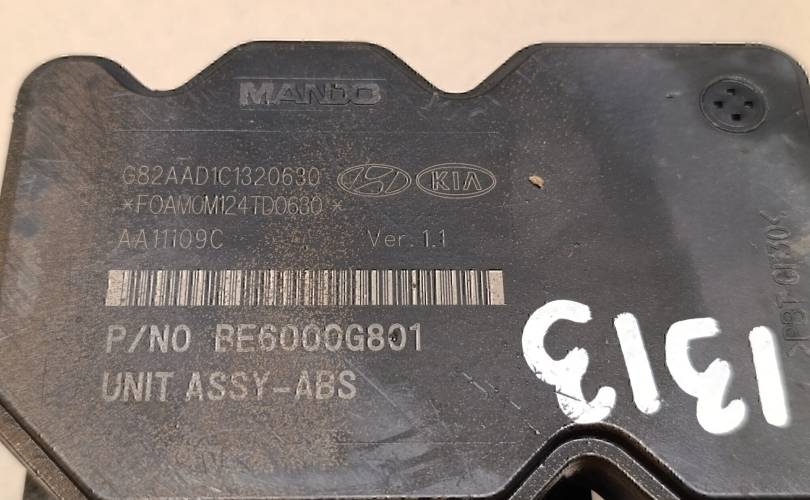 MANDO
G82AAD1C1320630 KIA
*FOAM0M124TD0630*
AA11109C Ver. 1.1
P/NO BE6000G801
UNIT ASSY-ABS
1313